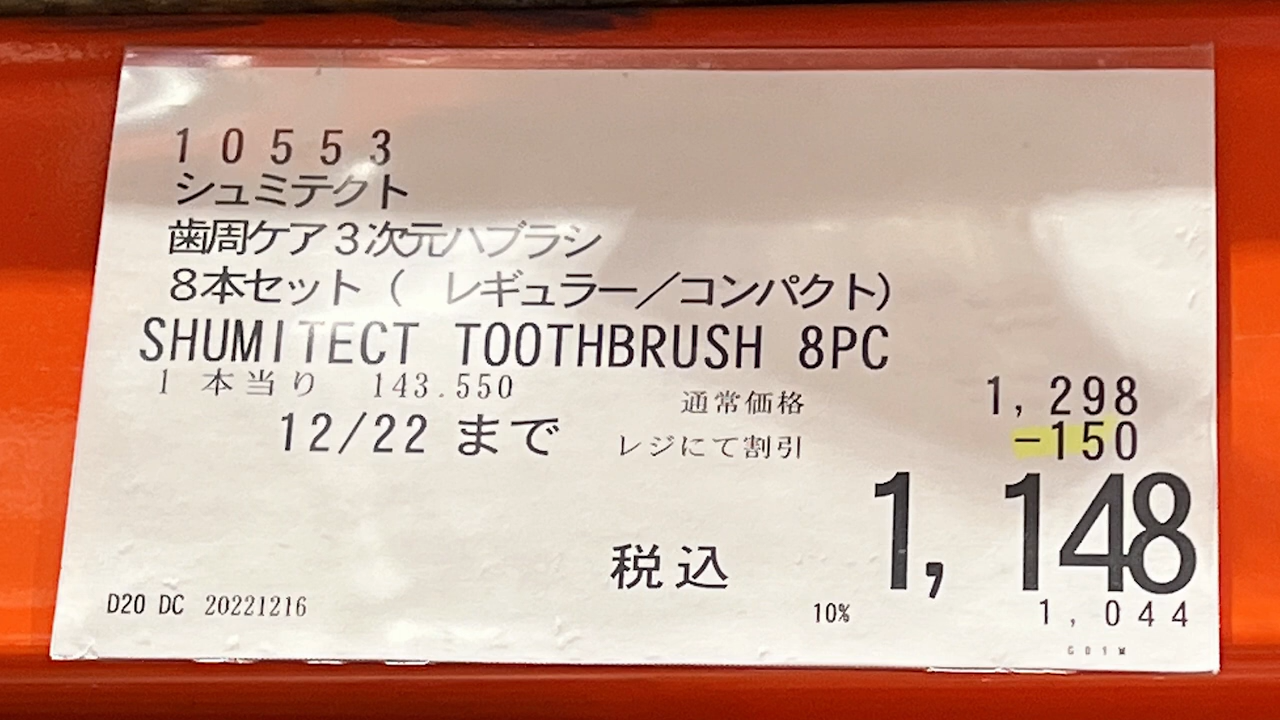 10553
シュミテクト
歯周ケア３次元ハブラシ
８本セット（ レギュラー／コンパクト）
SHUMITECT TOOTHBRUSH 8PC
1 本当り 143.550
通常価格 1,298
12/22 まで レジにて割引 -150
税込 1,148
D20 DC 20221216 10% 1,044